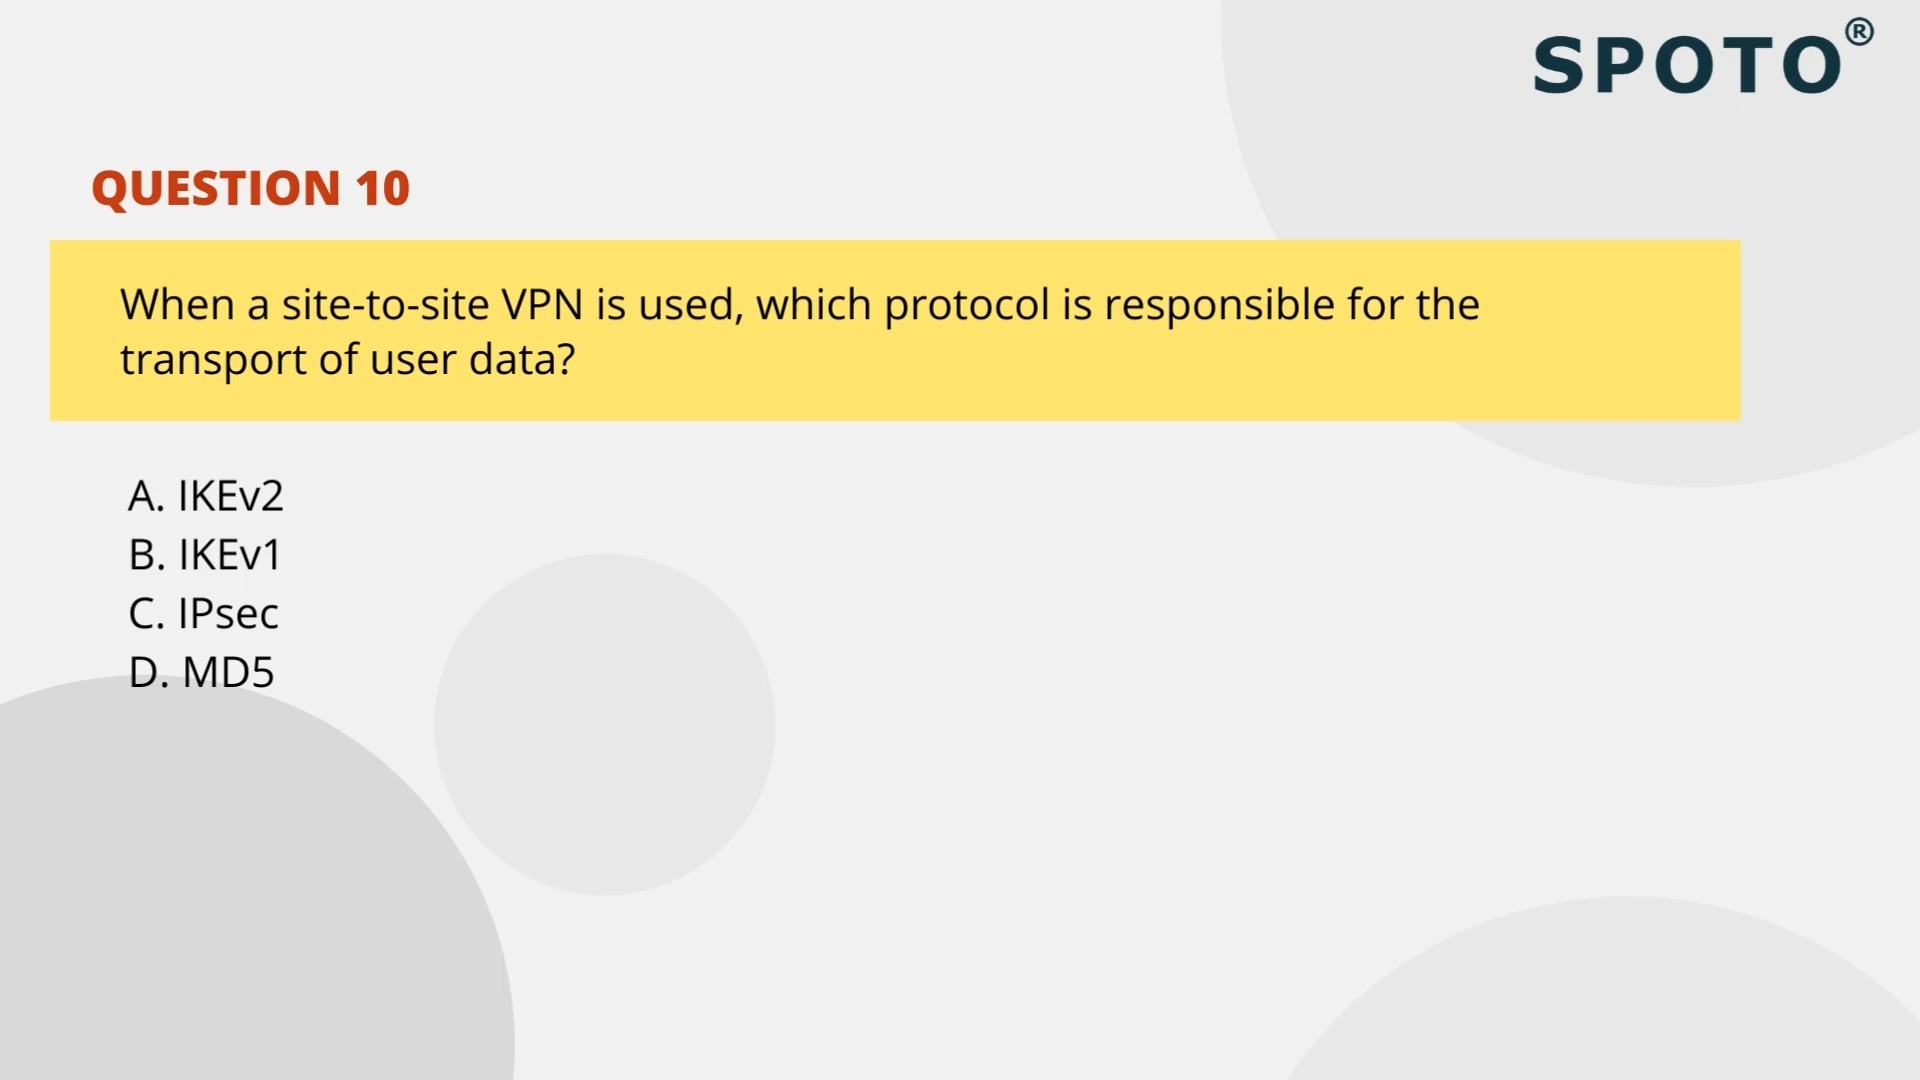 SPOTO®
QUESTION 10
When a site-to-site VPN is used, which protocol is responsible for the
transport of user data?
A. IKEv2
B. IKEv1
C. IPsec
D. MD5